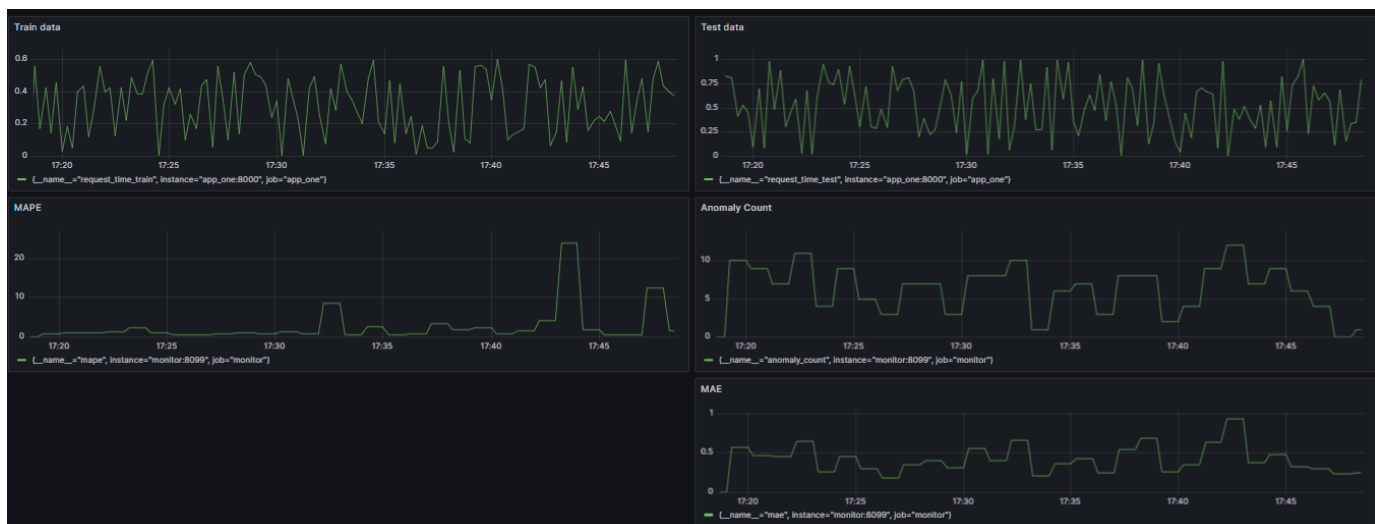 Train data
0.6
0.4
0.2
0
17:20 17:25 17:30 17:35 17:40 17:45
{__name__="request_time_train", instance="app_one:8000", job="app_one"}
Test data
1
0.75
0.5
0.25
0
17:20 17:25 17:30 17:35 17:40 17:45
{__name__="request_time_test", instance="app_one:8000", job="app_one"}
MAPE
20
10
0
17:20 17:25 17:30 17:35 17:40 17:45
{__name__="mape", instance="monitor:8099", job="monitor"}
Anomaly Count
10
5
0
17:20 17:25 17:30 17:35 17:40 17:45
{__name__="anomaly_count", instance="monitor:8099", job="monitor"}
MAE
1
0.5
0
17:20 17:25 17:30 17:35 17:40 17:45
{__name__="mae", instance="monitor:8099", job="monitor"}